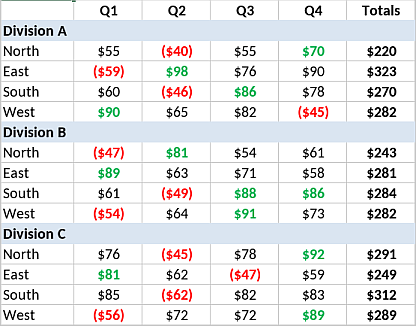 Q1 Q2 Q3 Q4 Totals
Division A
North $55 ($40) $55 $70 $220
East ($59) $98 $76 $90 $323
South $60 ($46) $86 $78 $270
West $90 $65 $82 ($45) $282
Division B
North ($47) $81 $54 $61 $243
East $89 $63 $71 $58 $281
South $61 ($49) $88 $86 $284
West ($54) $64 $91 $73 $282
Division C
North $76 ($45) $78 $92 $291
East $81 $62 ($47) $59 $249
South $85 ($62) $82 $83 $312
West ($56) $72 $72 $89 $289